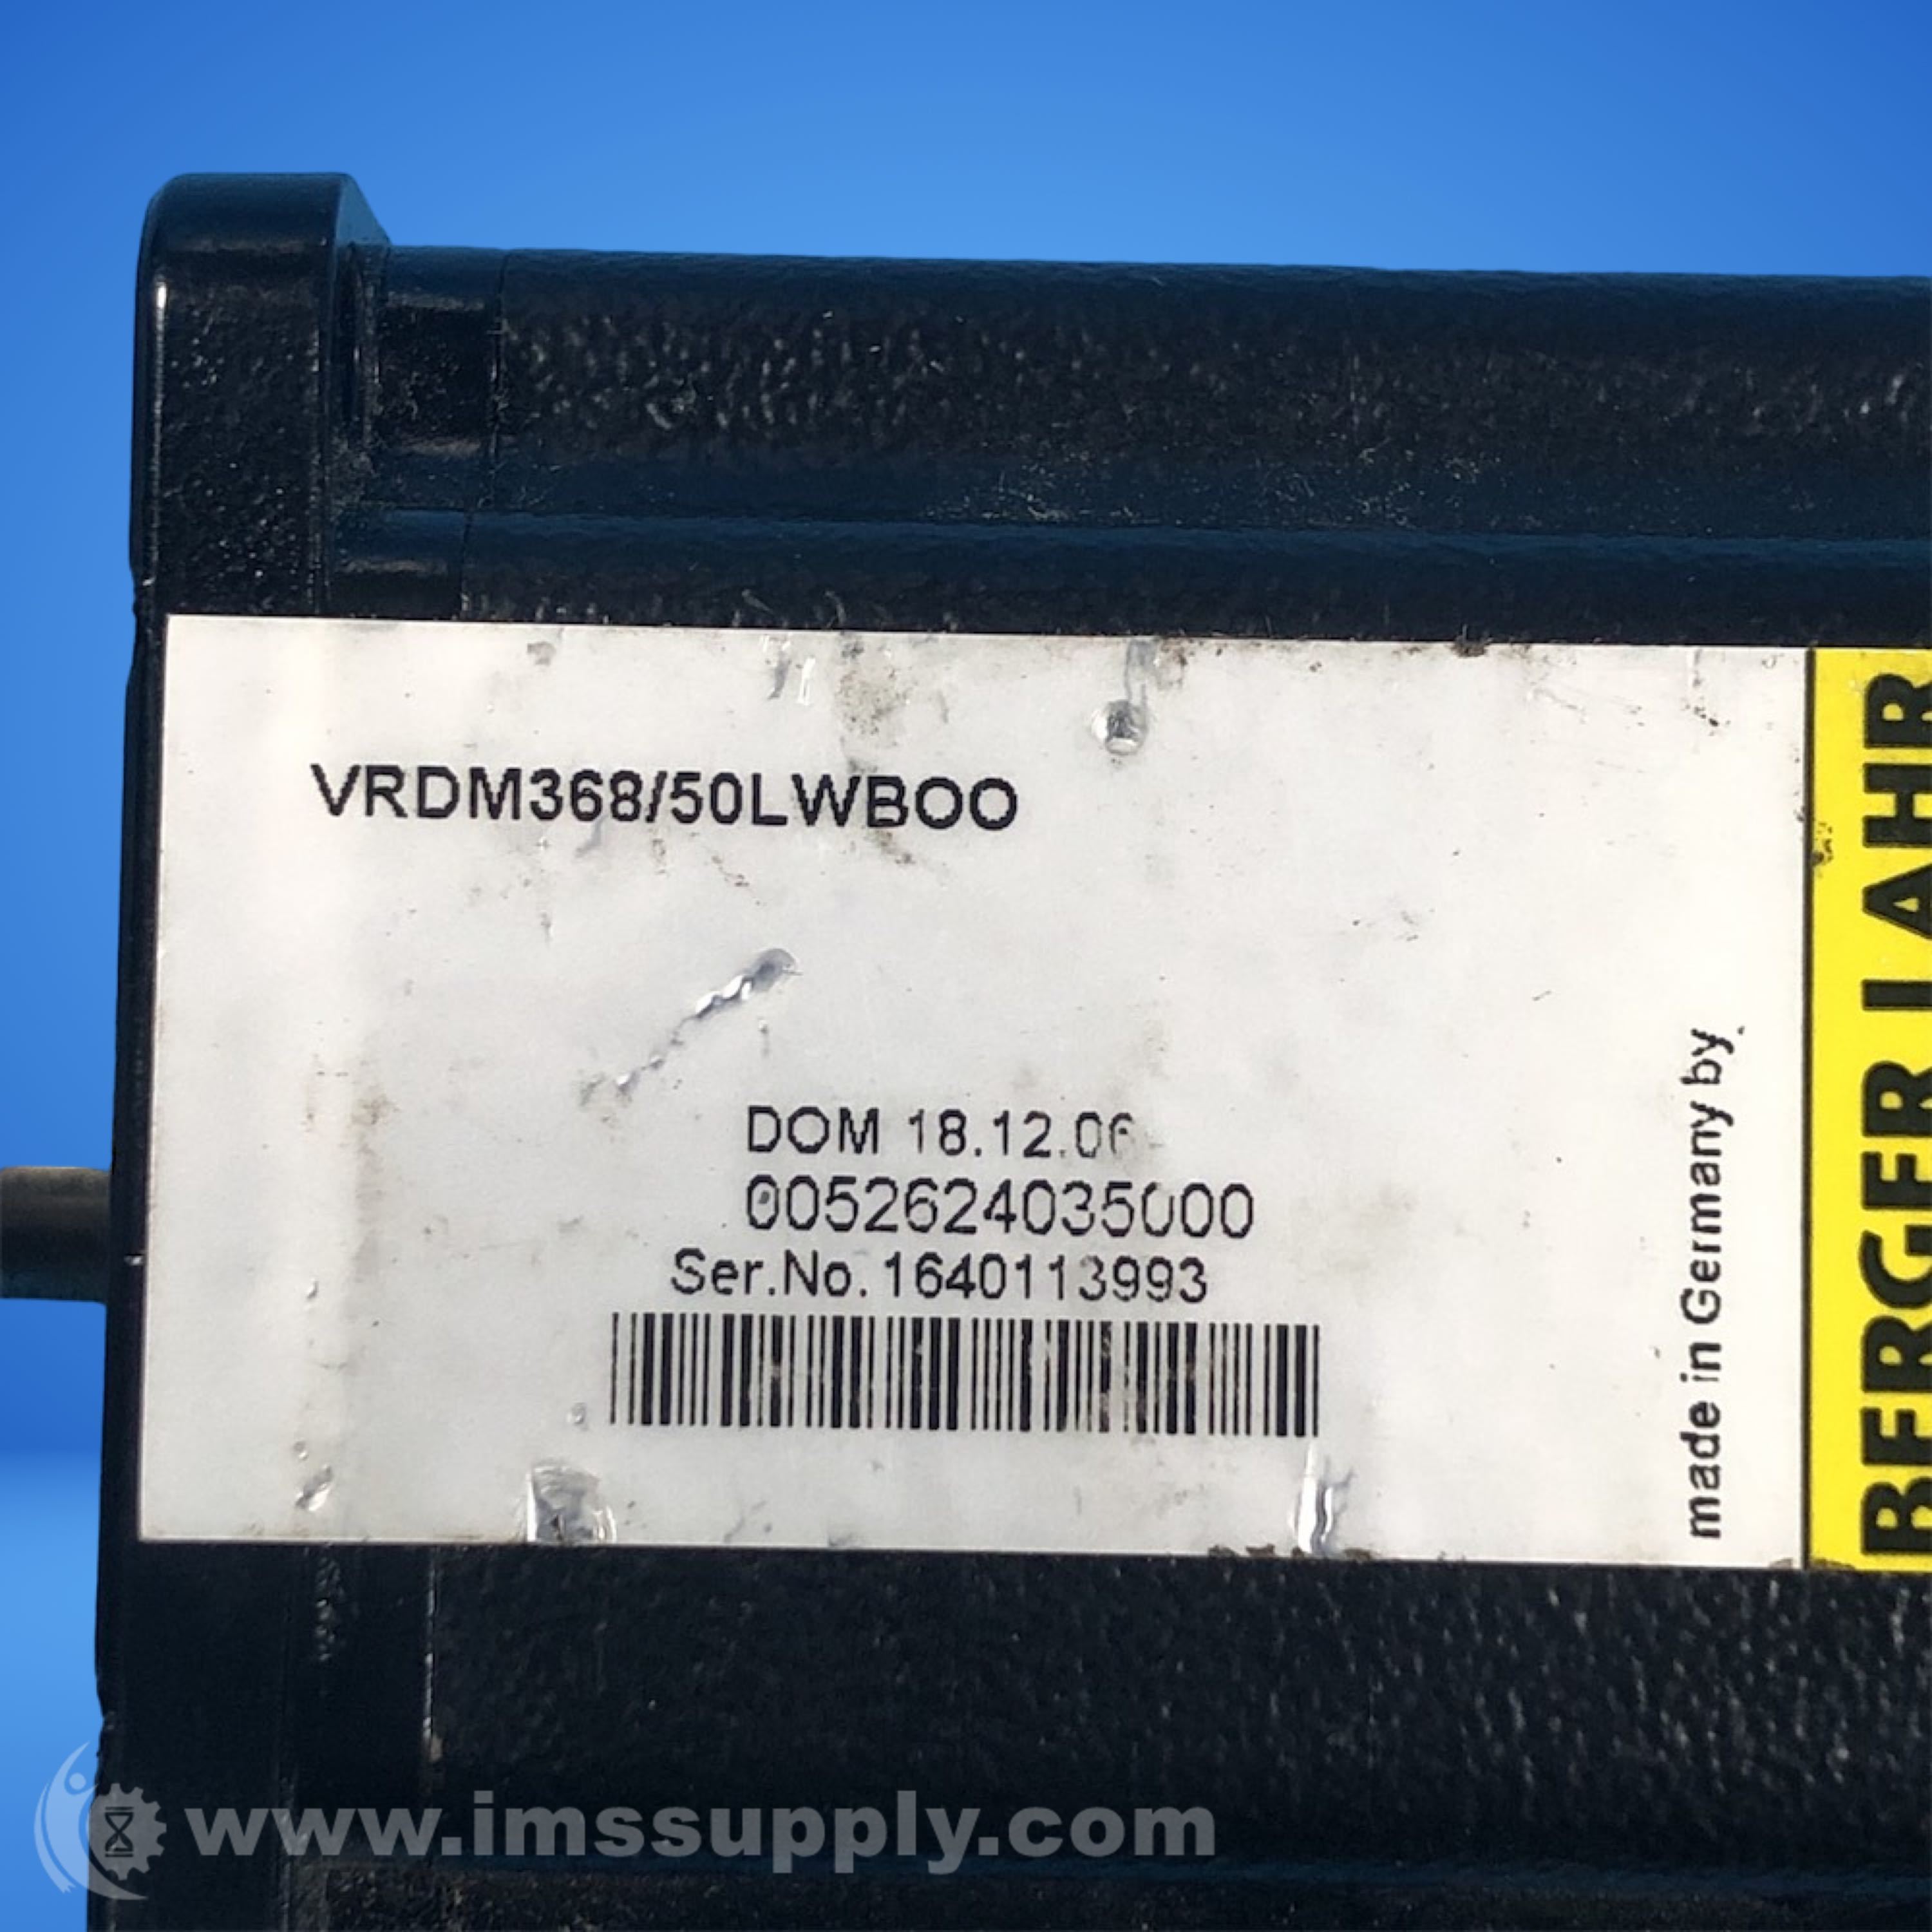 VRDM368/50LWBOO
DOM 18.12.06
0052624035000
Ser.No.1640113993
made in Germany by
BERGER LAHR
www.imssupply.com